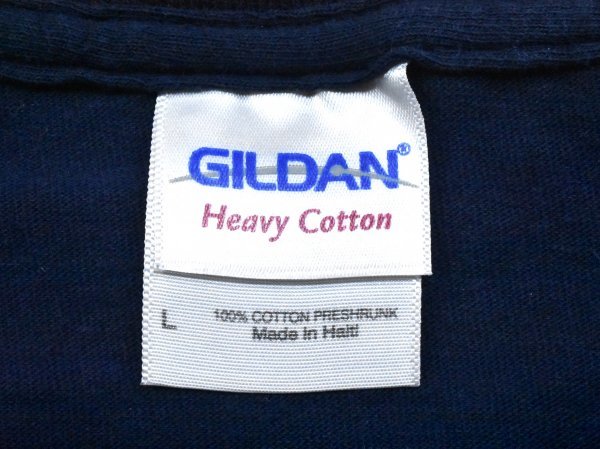 GILDAN®
Heavy Cotton
L
100% COTTON PRESHRUNK
Made in Haiti